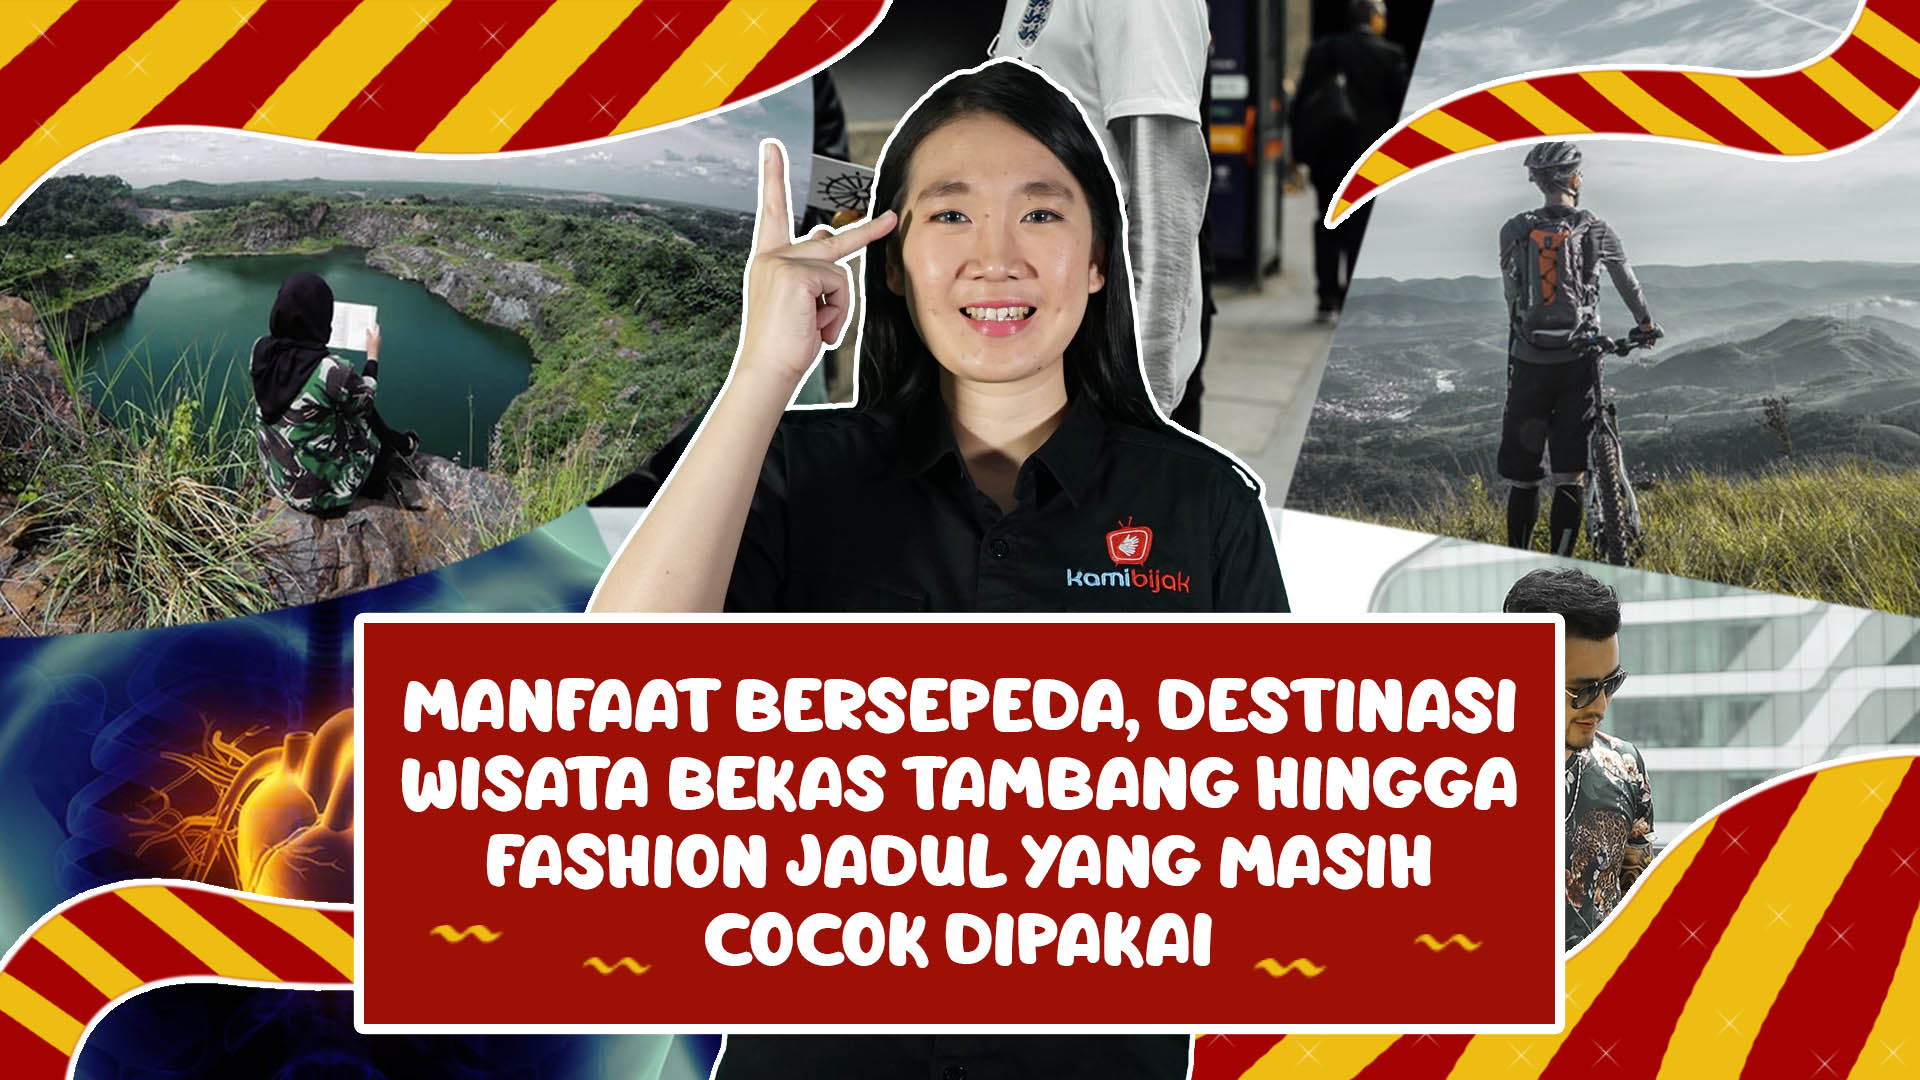 kamibijak
MANFAAT BERSEPEDA, DESTINASI
WISATA BEKAS TAMBANG HINGGA
FASHION JADUL YANG MASIH
COCOK DIPAKAI